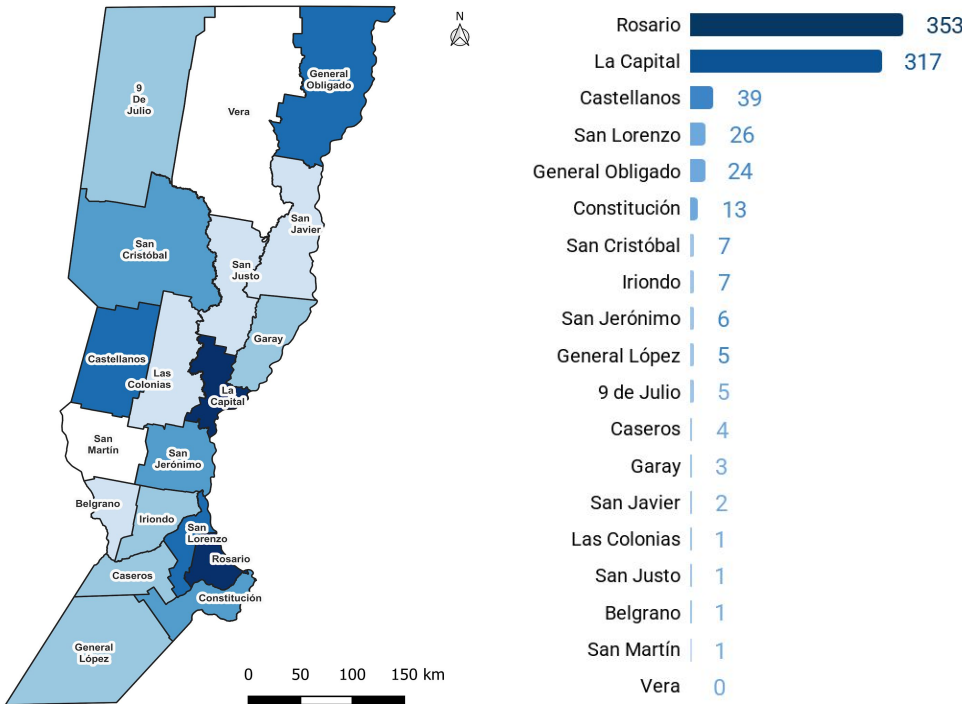 N
General
Obligado
9
De
Julio
Vera
San
Javier
San
Cristóbal
San
Justo
Garay
Castellanos
Las
Colonias
La
Capital
San
Martín
San
Jerónimo
Belgrano
Iriondo
San
Lorenzo
Rosario
Caseros
Constitución
General
López
0 50 100 150 km
Rosario 353
La Capital 317
Castellanos 39
San Lorenzo 26
General Obligado 24
Constitución 13
San Cristóbal 7
Iriondo 7
San Jerónimo 6
General López 5
9 de Julio 5
Caseros 4
Garay 3
San Javier 2
Las Colonias 1
San Justo 1
Belgrano 1
San Martín 1
Vera 0